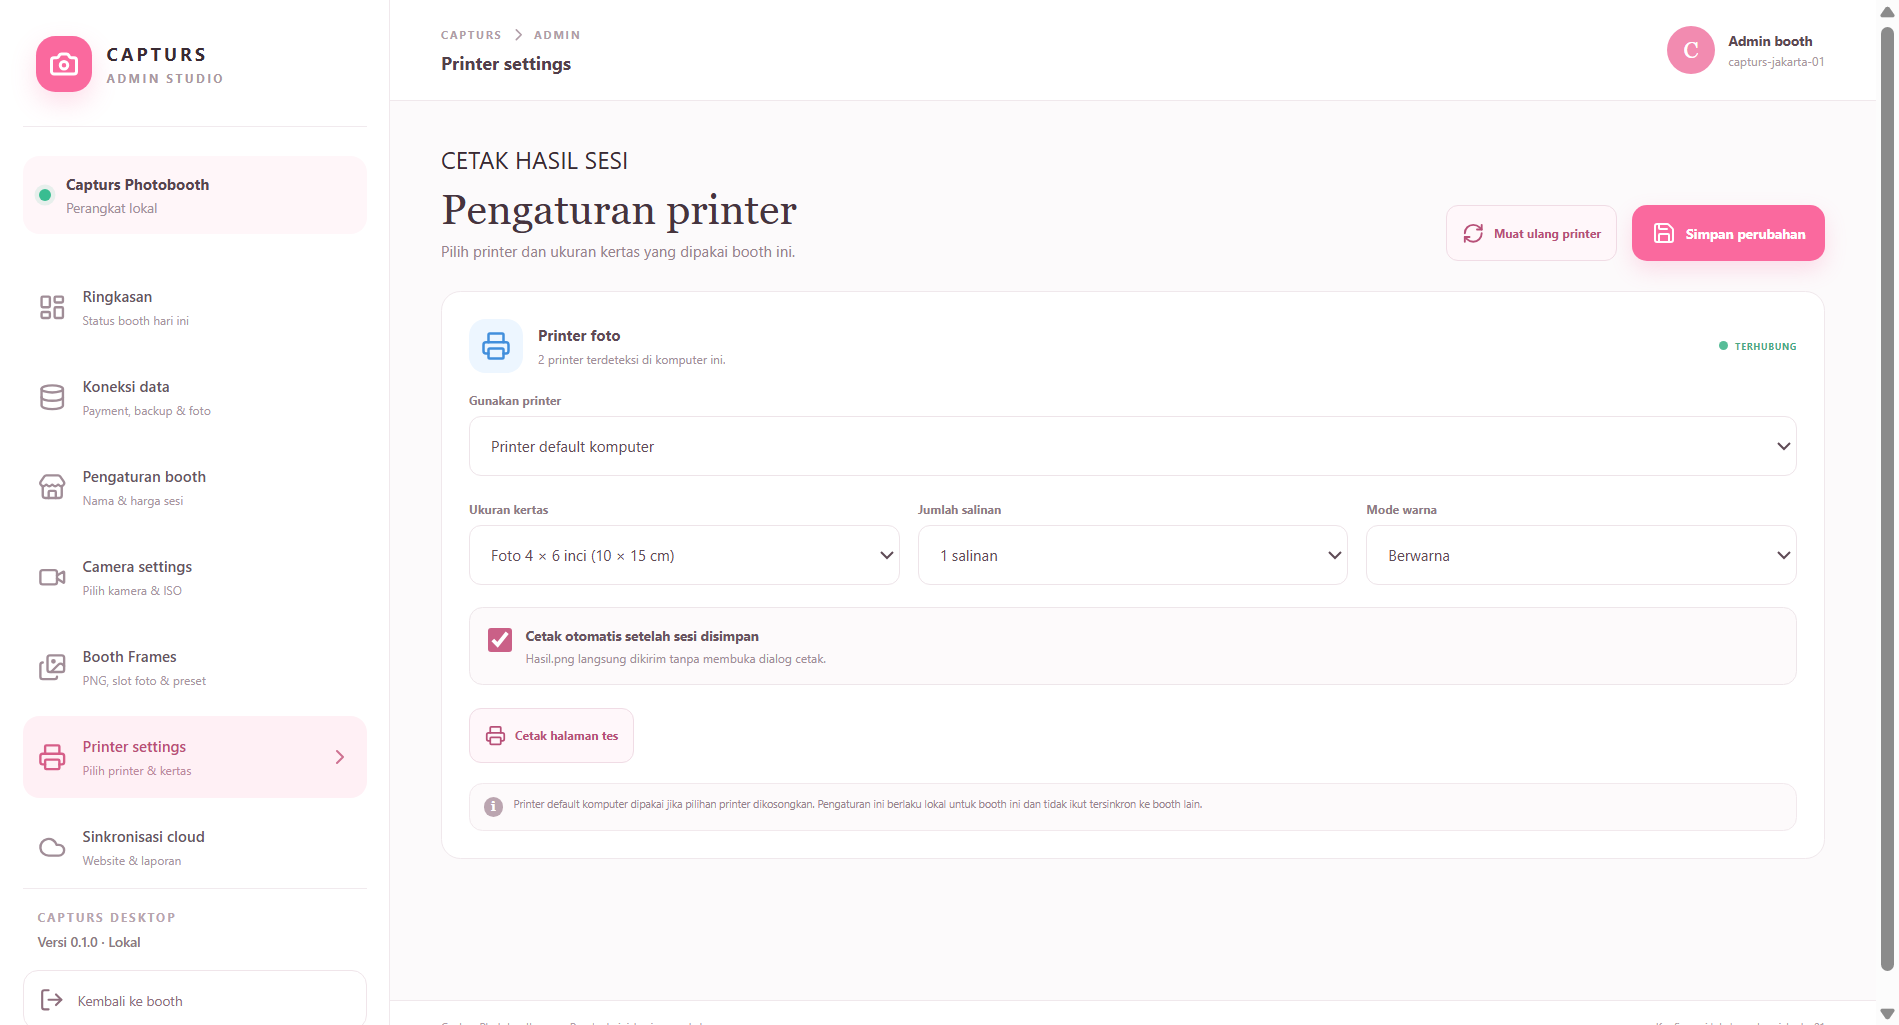 CAPTURS
ADMIN STUDIO
Capturs Photobooth
Perangkat lokal
Ringkasan
Status booth hari ini
Koneksi data
Payment, backup & foto
Pengaturan booth
Nama & harga sesi
Camera settings
Pilih kamera & ISO
Booth Frames
PNG, slot foto & preset
Printer settings
Pilih printer & kertas
Sinkronisasi cloud
Website & laporan
CAPTURS DESKTOP
Versi 0.1.0 · Lokal
Kembali ke booth
CAPTURS ADMIN
Printer settings
C
Admin booth
capturs-jakarta-01
CETAK HASIL SESI
Pengaturan printer
Pilih printer dan ukuran kertas yang dipakai booth ini.
Muat ulang printer
Simpan perubahan
Printer foto
2 printer terdeteksi di komputer ini.
TERHUBUNG
Gunakan printer
Printer default komputer
Ukuran kertas
Foto 4 × 6 inci (10 × 15 cm)
Jumlah salinan
1 salinan
Mode warna
Berwarna
Cetak otomatis setelah sesi disimpan
Hasil.png langsung dikirim tanpa membuka dialog cetak.
Cetak halaman tes
Printer default komputer dipakai jika pilihan printer dikosongkan. Pengaturan ini berlaku lokal untuk booth ini dan tidak ikut tersinkron ke booth lain.